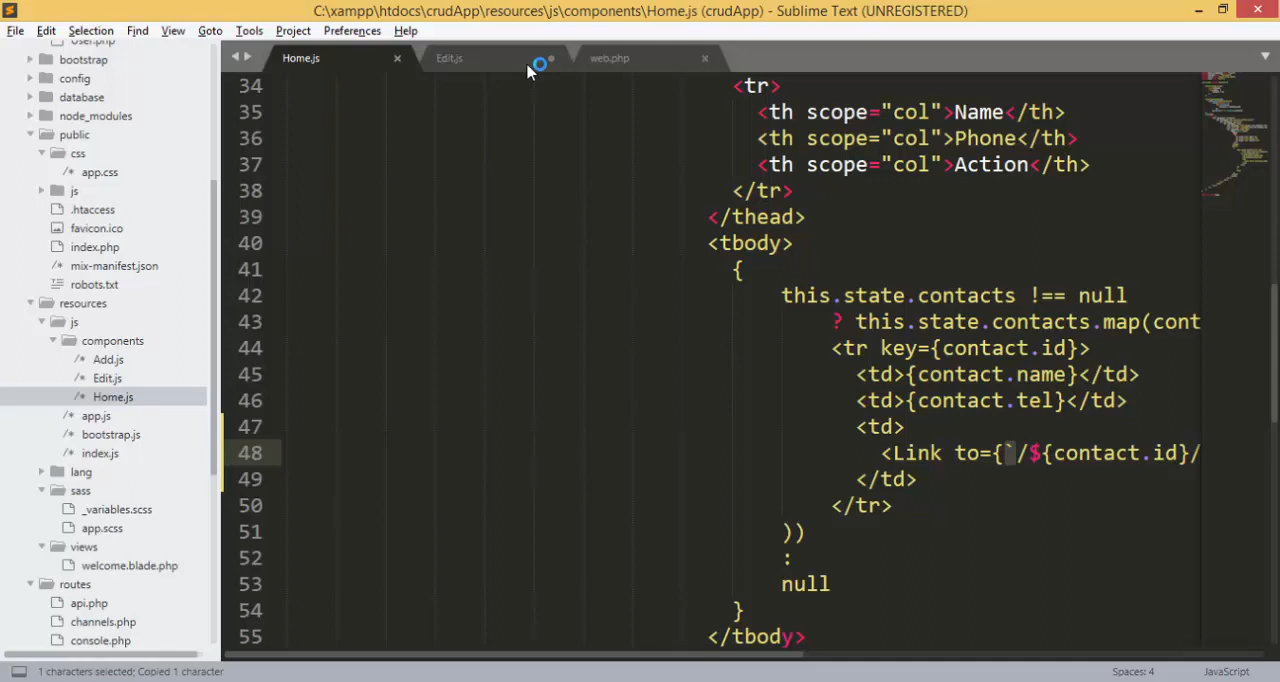 C:\xampp\htdocs\crudApp\resources\js\components\Home.js (crudApp) - Sublime Text (UNREGISTERED)
File Edit Selection Find View Goto Tools Project Preferences Help
Home.js Edit.js web.php
User.php
bootstrap
config
database
node_modules
public
css
/* app.css
js
.htaccess
favicon.ico
index.php
mix-manifest.json
robots.txt
resources
js
components
/* Add.js
/* Edit.js
/* Home.js
/* app.js
/* bootstrap.js
/* index.js
lang
sass
_variables.scss
app.scss
views
welcome.blade.php
routes
api.php
channels.php
console.php
34 <tr>
35 <th scope="col">Name</th>
36 <th scope="col">Phone</th>
37 <th scope="col">Action</th>
38 </tr>
39 </thead>
40 <tbody>
41 {
42 this.state.contacts !== null
43 ? this.state.contacts.map(cont
44 <tr key={contact.id}>
45 <td>{contact.name}</td>
46 <td>{contact.tel}</td>
47 <td>
48 <Link to={`/${contact.id}/
49 </td>
50 </tr>
51 ))
52 :
53 null
54 }
55 </tbody>
1 characters selected; Copied 1 character Spaces: 4 JavaScript